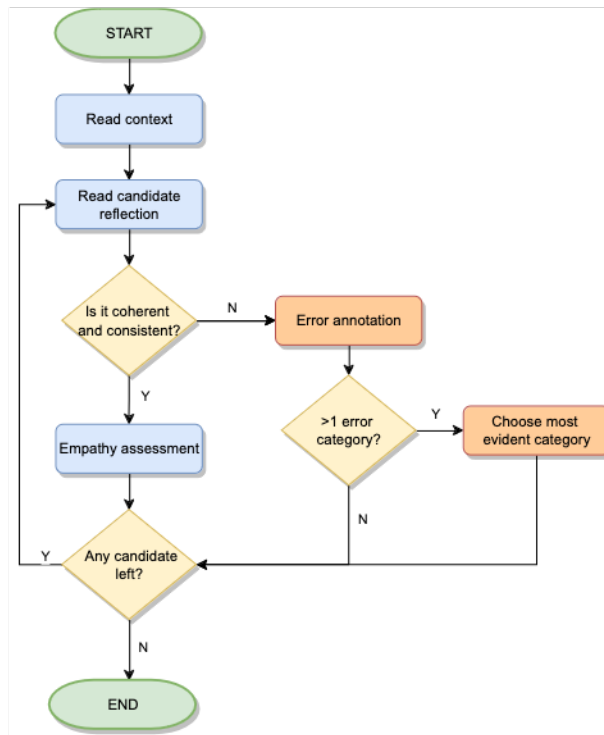 START
Read context
Read candidate
reflection
Is it coherent
and consistent?
N
Error annotation
Y
>1 error
category?
Y
Choose most
evident category
Empathy assessment
N
Any candidate
left?
Y
N
END